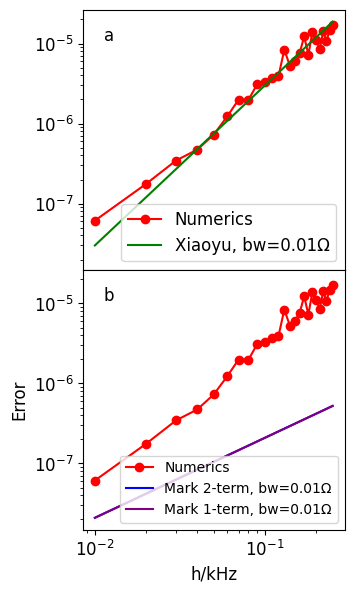 a
10⁻⁵
10⁻⁶
10⁻⁷
Numerics
Xiaoyu, bw=0.01Ω
b
10⁻⁵
10⁻⁶
10⁻⁷
Error
Numerics
Mark 2-term, bw=0.01Ω
Mark 1-term, bw=0.01Ω
10⁻²
10⁻¹
h/kHz